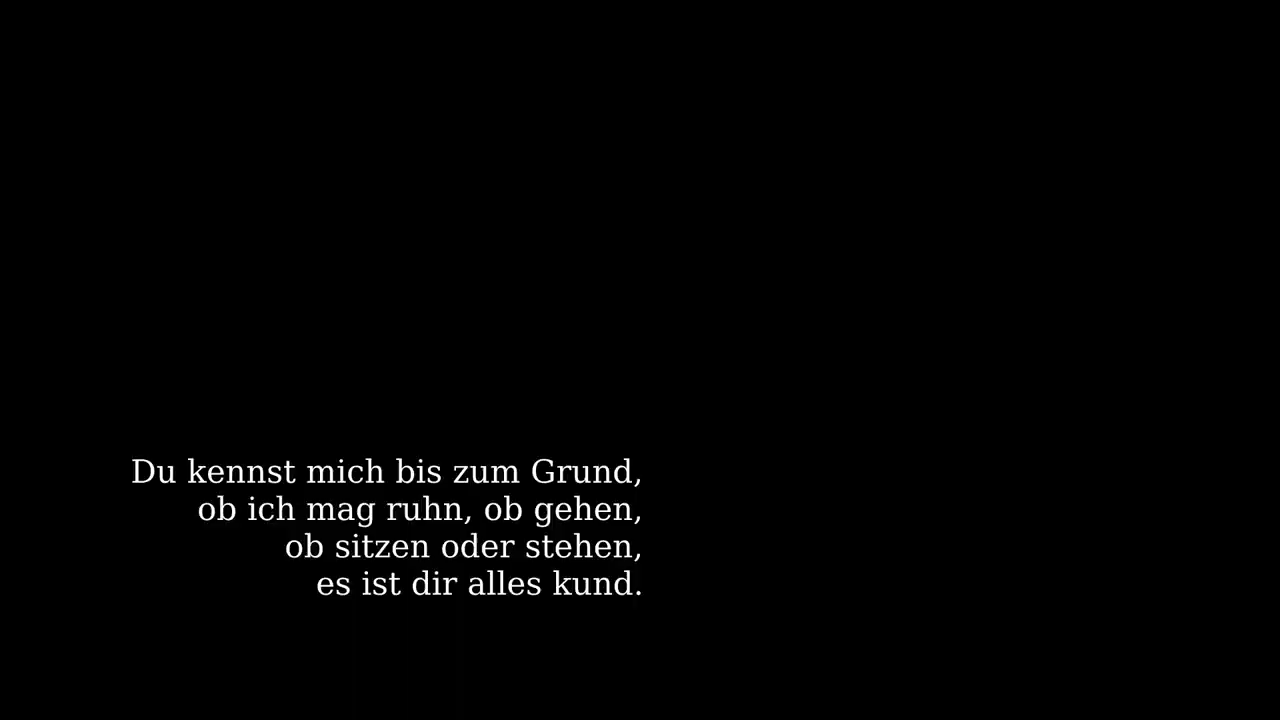 Du kennst mich bis zum Grund,
ob ich mag ruhn, ob gehen,
ob sitzen oder stehen,
es ist dir alles kund.